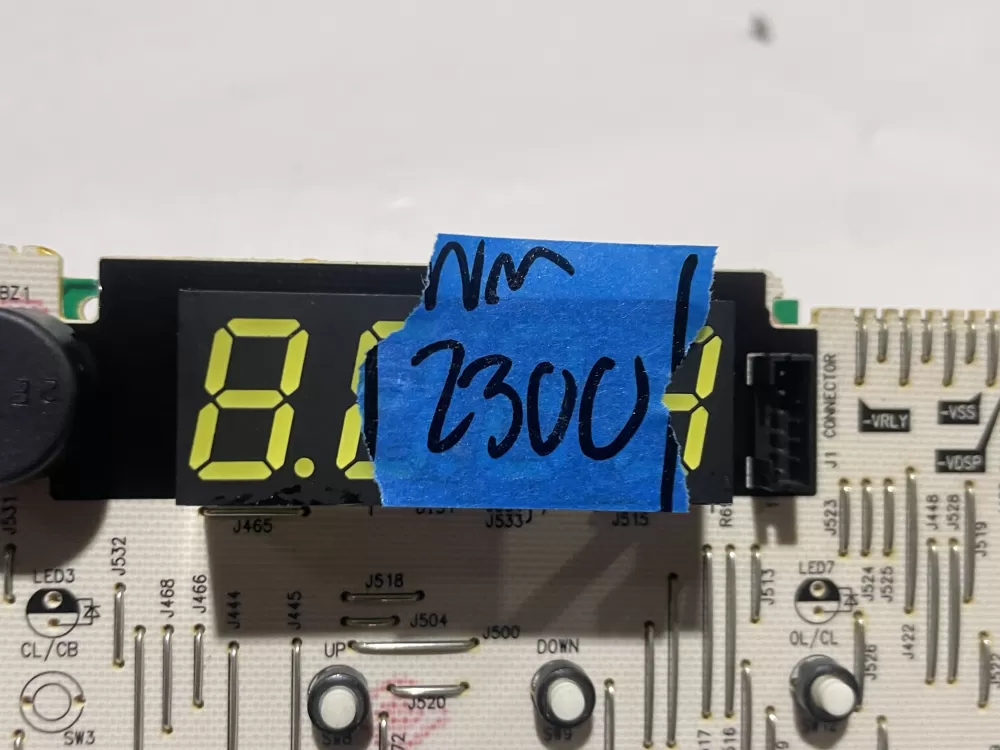 NM
2300
BZ1
8.
J1 CONNECTOR
-VRLY
-VSS
-VDSP
J531
J532
J465
J533
J515
J523
J448
J528
J519
LED3
CL/CB
J468
J466
J444
J445
J518
J504
J500
J513
LED7
OL/CL
J524
J525
J422
J526
UP
DOWN
J520
SW3
SW9